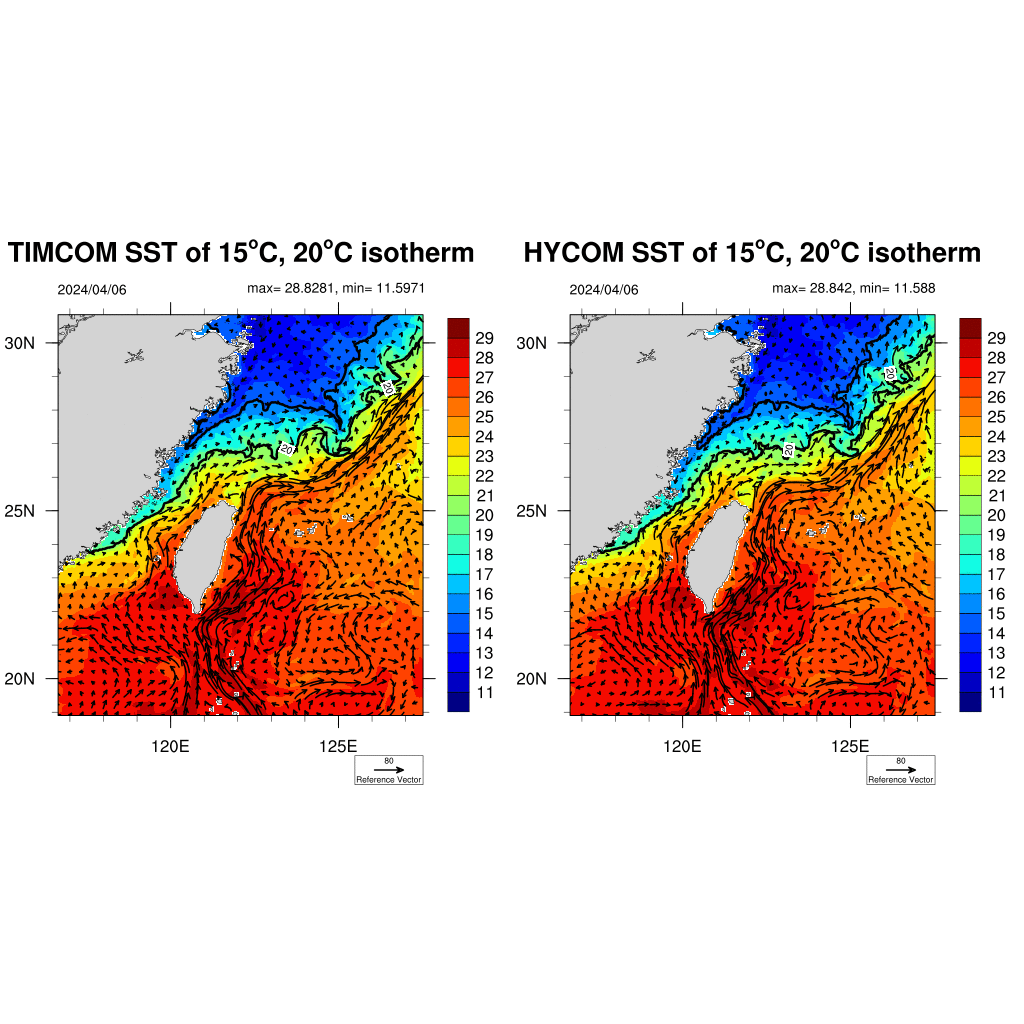 TIMCOM SST of 15°C, 20°C isotherm
2024/04/06
max= 28.8281, min= 11.5971
30N
25N
20N
120E
125E
20
20
29
28
27
26
25
24
23
22
21
20
19
18
17
16
15
14
13
12
11
80
Reference Vector
HYCOM SST of 15°C, 20°C isotherm
2024/04/06
max= 28.842, min= 11.588
30N
25N
20N
120E
125E
20
20
29
28
27
26
25
24
23
22
21
20
19
18
17
16
15
14
13
12
11
80
Reference Vector